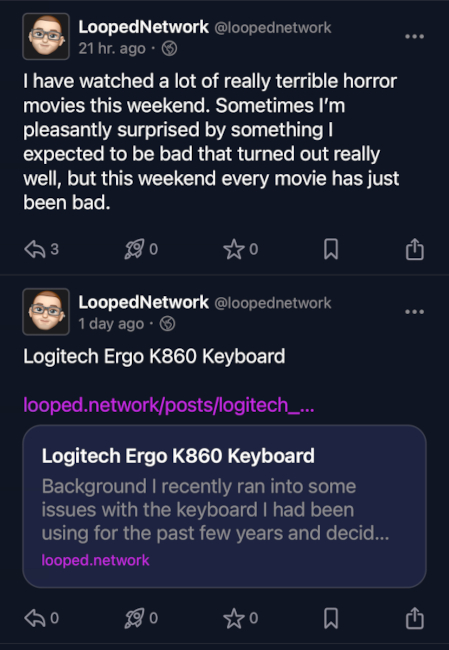 LoopedNetwork @loopednetwork
21 hr. ago ·
I have watched a lot of really terrible horror
movies this weekend. Sometimes I'm
pleasantly surprised by something I
expected to be bad that turned out really
well, but this weekend every movie has just
been bad.
3 0 0
LoopedNetwork @loopednetwork
1 day ago ·
Logitech Ergo K860 Keyboard
looped.network/posts/logitech_...
Logitech Ergo K860 Keyboard
Background I recently ran into some
issues with the keyboard I had been
using for the past few years and decid...
looped.network
0 0 0